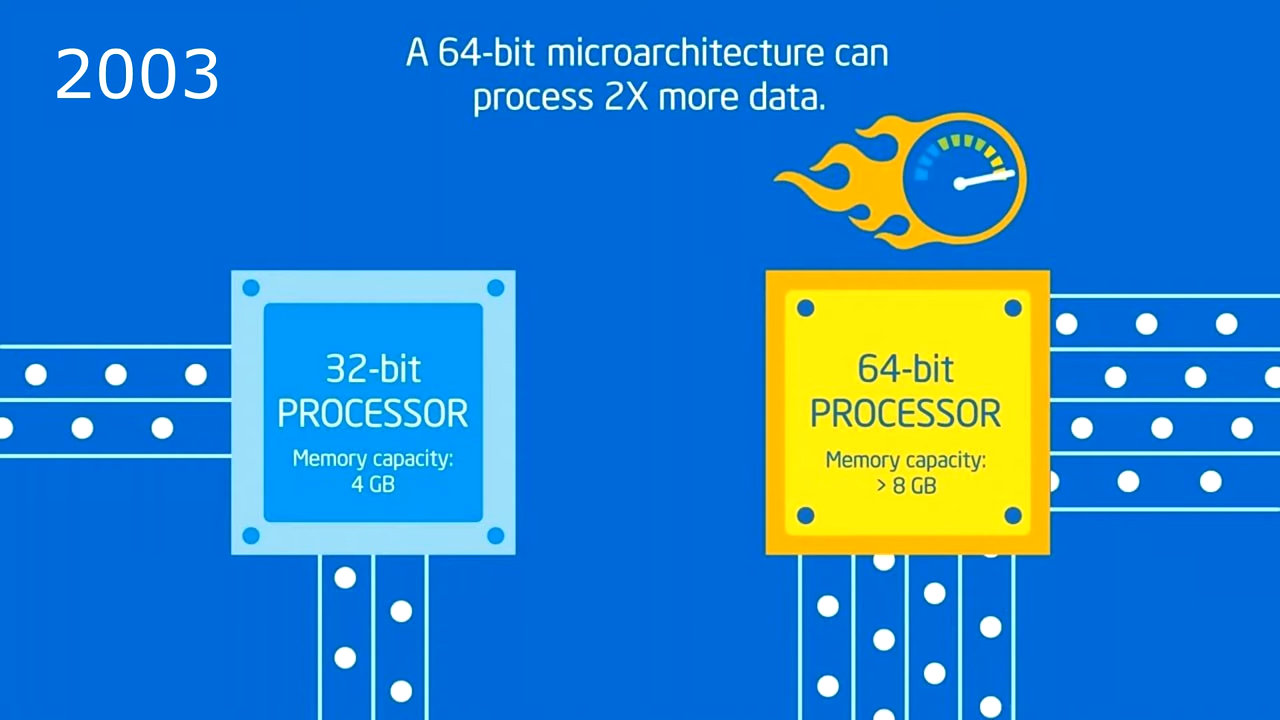 2003
A 64-bit microarchitecture can
process 2X more data.
32-bit
PROCESSOR
Memory capacity:
4 GB
64-bit
PROCESSOR
Memory capacity:
> 8 GB